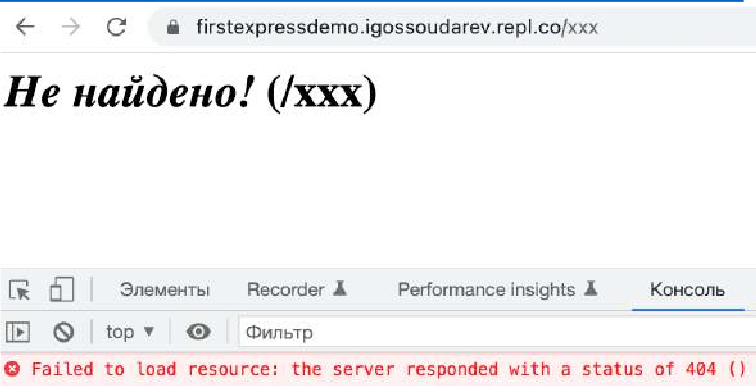 firstexpressdemo.igossoudarev.repl.co/xxx
Не найдено! (/xxx)
Элементы Recorder Performance insights Консоль
top ▼ Фильтр
Failed to load resource: the server responded with a status of 404 ()